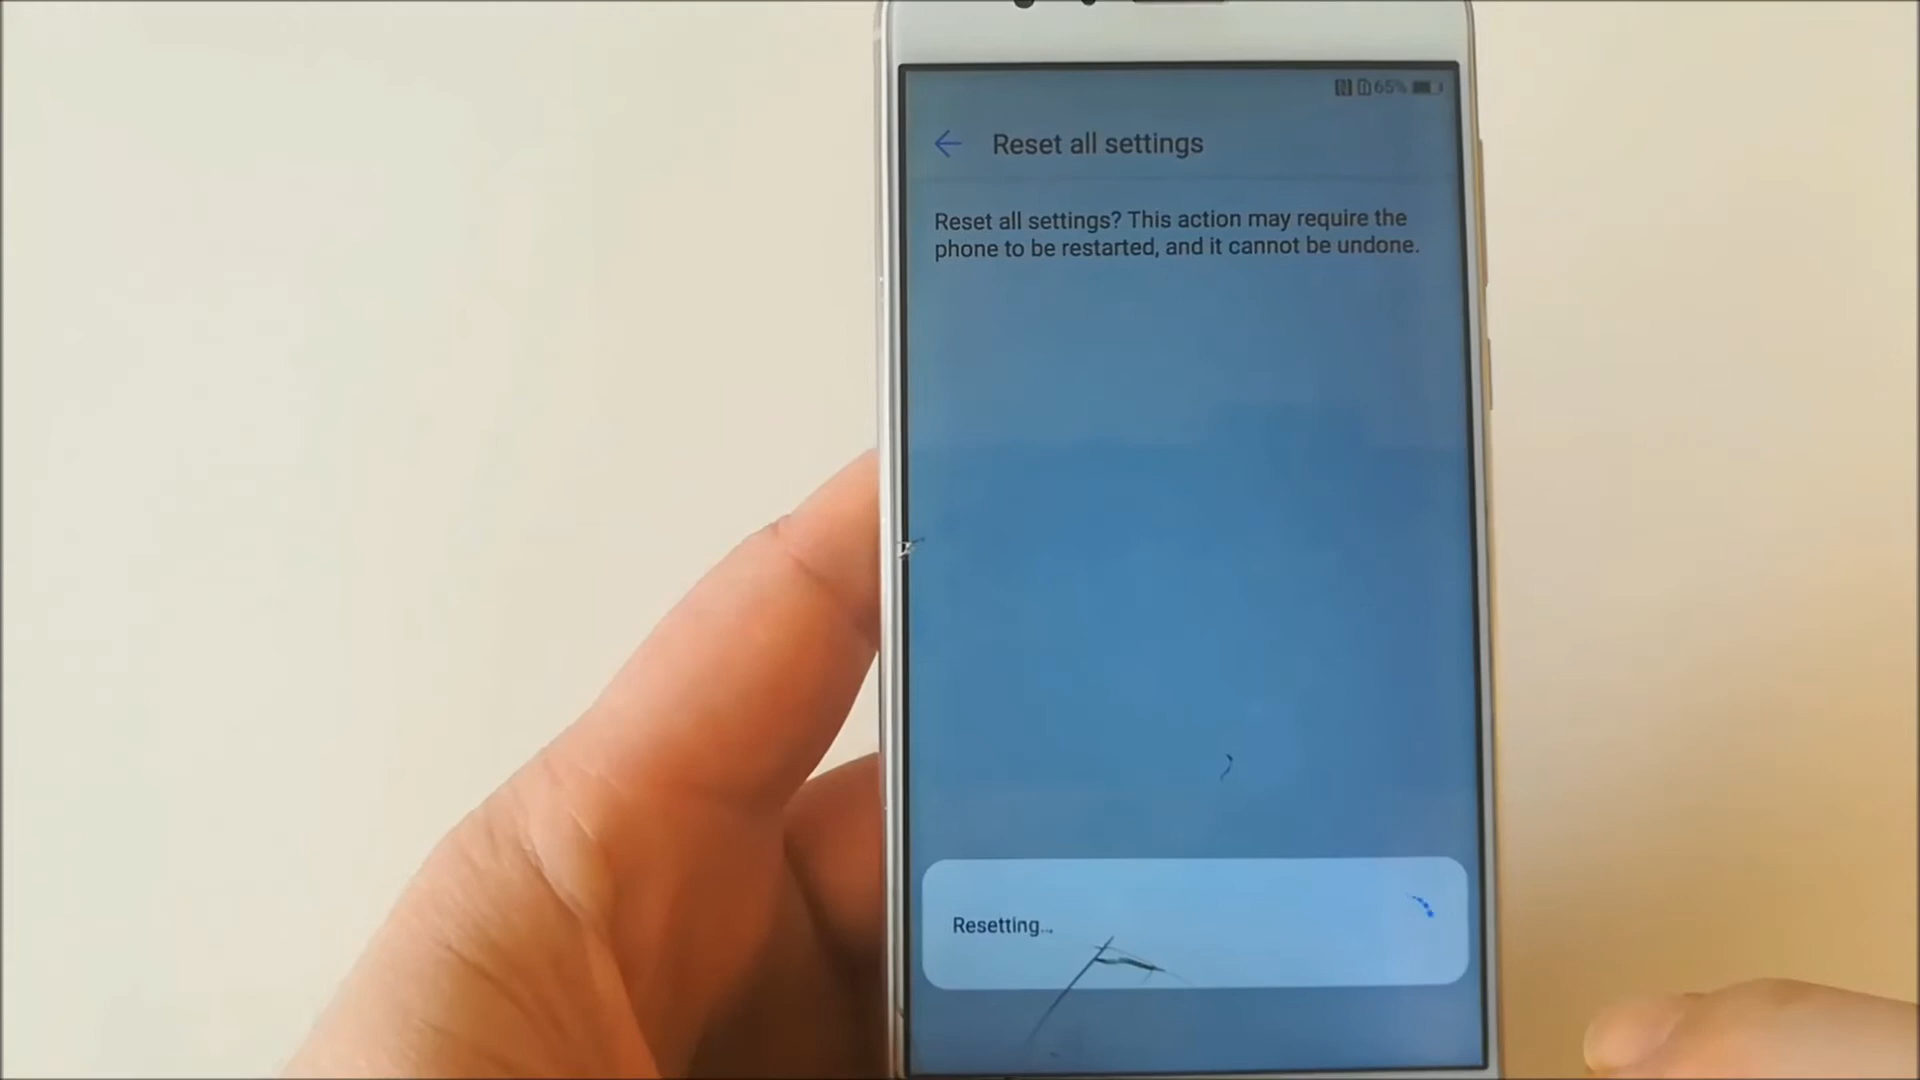 65%
Reset all settings
Reset all settings? This action may require the
phone to be restarted, and it cannot be undone.
Resetting...